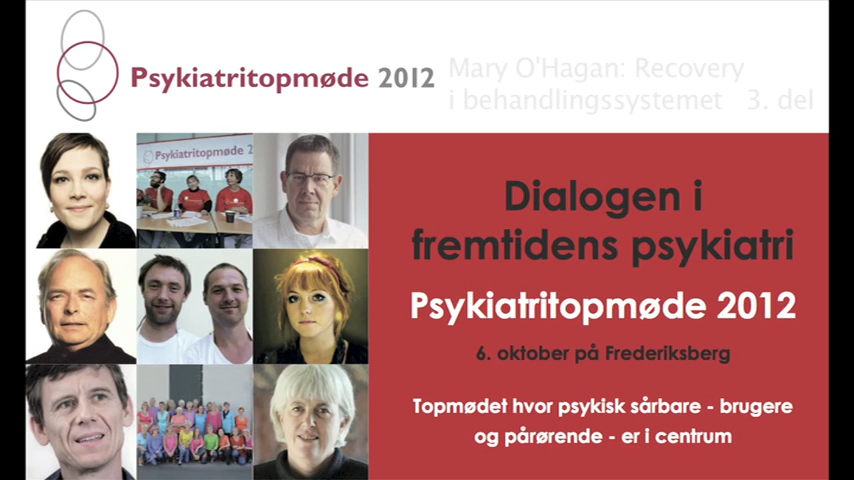 Psykiatritopmøde 2012
Mary O'Hagan: Recovery
i behandlingssystemet 3. del
Psykiatritopmøde 2
Dialogen i
fremtidens psykiatri
Psykiatritopmøde 2012
6. oktober på Frederiksberg
Topmødet hvor psykisk sårbare - brugere
og pårørende - er i centrum